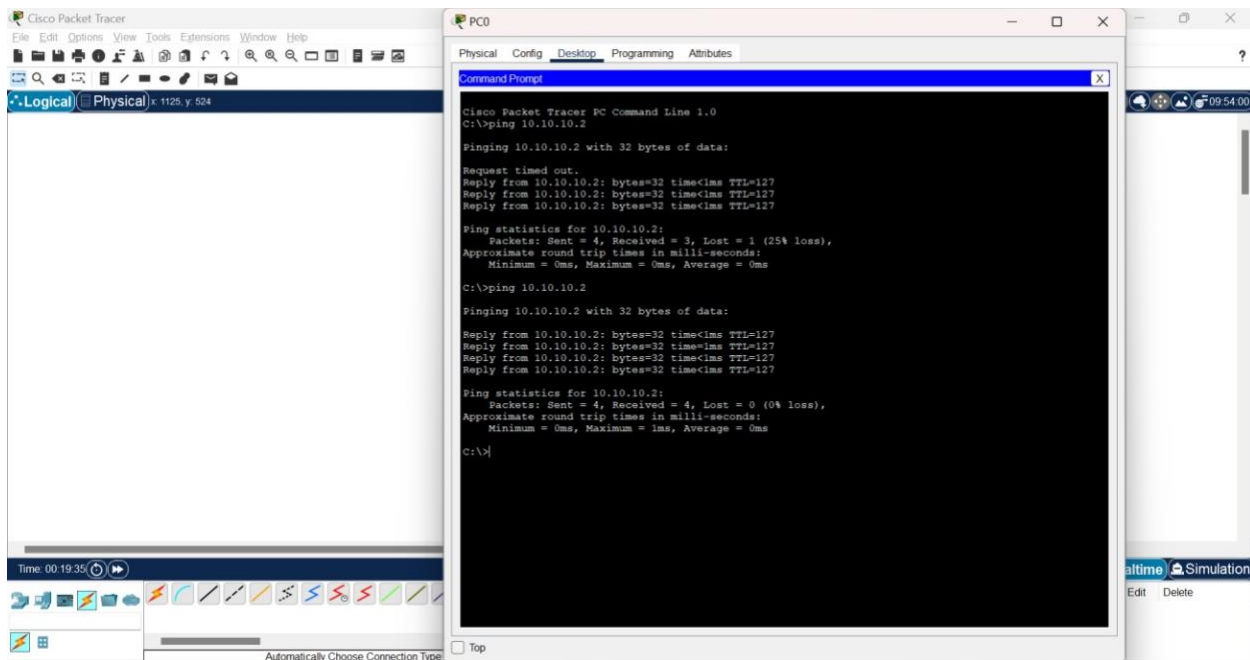 Cisco Packet Tracer
File Edit Options View Tools Extensions Window Help
?
Logical Physical x: 1125, y: 524
09:54:00
PC0
Physical Config Desktop Programming Attributes
Command Prompt
X
Cisco Packet Tracer PC Command Line 1.0
C:\>ping 10.10.10.2
Pinging 10.10.10.2 with 32 bytes of data:
Request timed out.
Reply from 10.10.10.2: bytes=32 time<1ms TTL=127
Reply from 10.10.10.2: bytes=32 time<1ms TTL=127
Reply from 10.10.10.2: bytes=32 time<1ms TTL=127
Ping statistics for 10.10.10.2:
Packets: Sent = 4, Received = 3, Lost = 1 (25% loss),
Approximate round trip times in milli-seconds:
Minimum = 0ms, Maximum = 0ms, Average = 0ms
C:\>ping 10.10.10.2
Pinging 10.10.10.2 with 32 bytes of data:
Reply from 10.10.10.2: bytes=32 time<1ms TTL=127
Reply from 10.10.10.2: bytes=32 time=1ms TTL=127
Reply from 10.10.10.2: bytes=32 time<1ms TTL=127
Reply from 10.10.10.2: bytes=32 time<1ms TTL=127
Ping statistics for 10.10.10.2:
Packets: Sent = 4, Received = 4, Lost = 0 (0% loss),
Approximate round trip times in milli-seconds:
Minimum = 0ms, Maximum = 1ms, Average = 0ms
C:\>
Top
Time: 00:19:35
altime Simulation
Edit Delete
Automatically Choose Connection Type